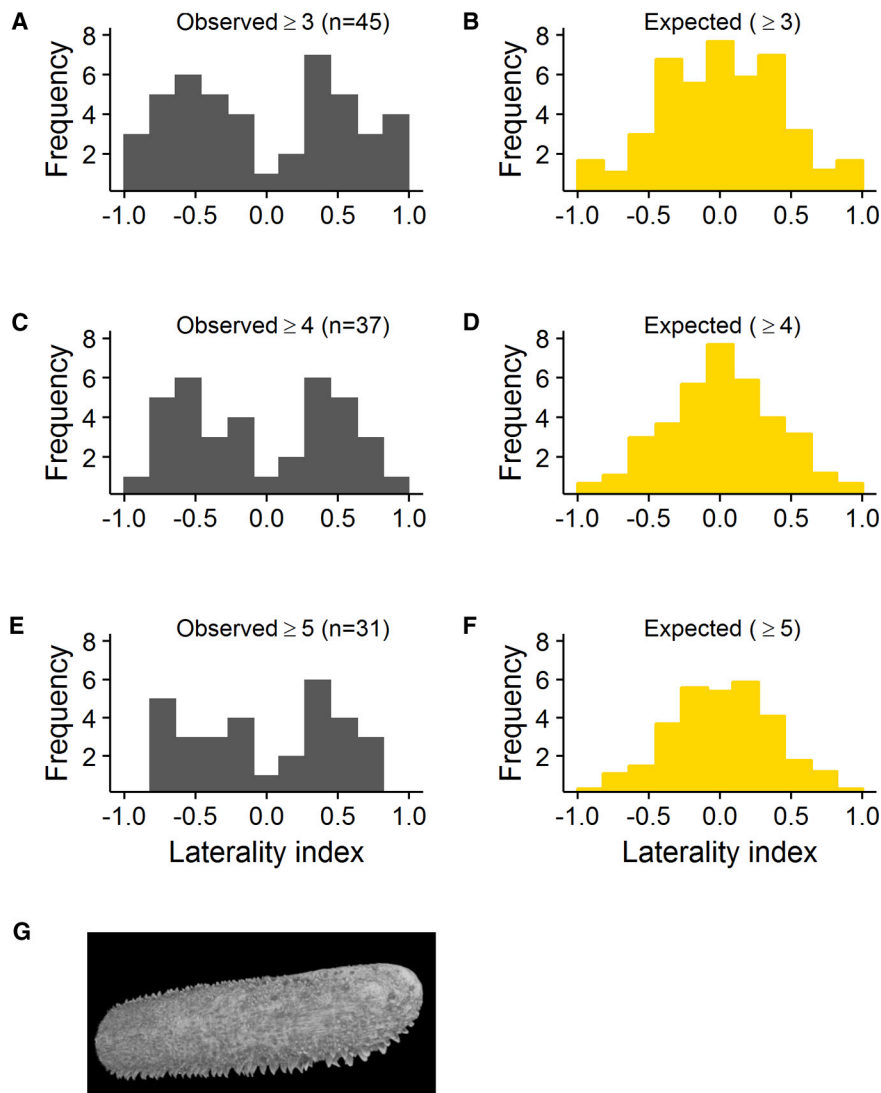 A
Observed ≥ 3 (n=45)
Frequency
8
6
4
2
-1.0 -0.5 0.0 0.5 1.0
B
Expected ( ≥ 3)
Frequency
8
6
4
2
-1.0 -0.5 0.0 0.5 1.0
C
Observed ≥ 4 (n=37)
Frequency
8
6
4
2
-1.0 -0.5 0.0 0.5 1.0
D
Expected ( ≥ 4)
Frequency
8
6
4
2
-1.0 -0.5 0.0 0.5 1.0
E
Observed ≥ 5 (n=31)
Frequency
8
6
4
2
-1.0 -0.5 0.0 0.5 1.0
Laterality index
F
Expected ( ≥ 5)
Frequency
8
6
4
2
-1.0 -0.5 0.0 0.5 1.0
Laterality index
G